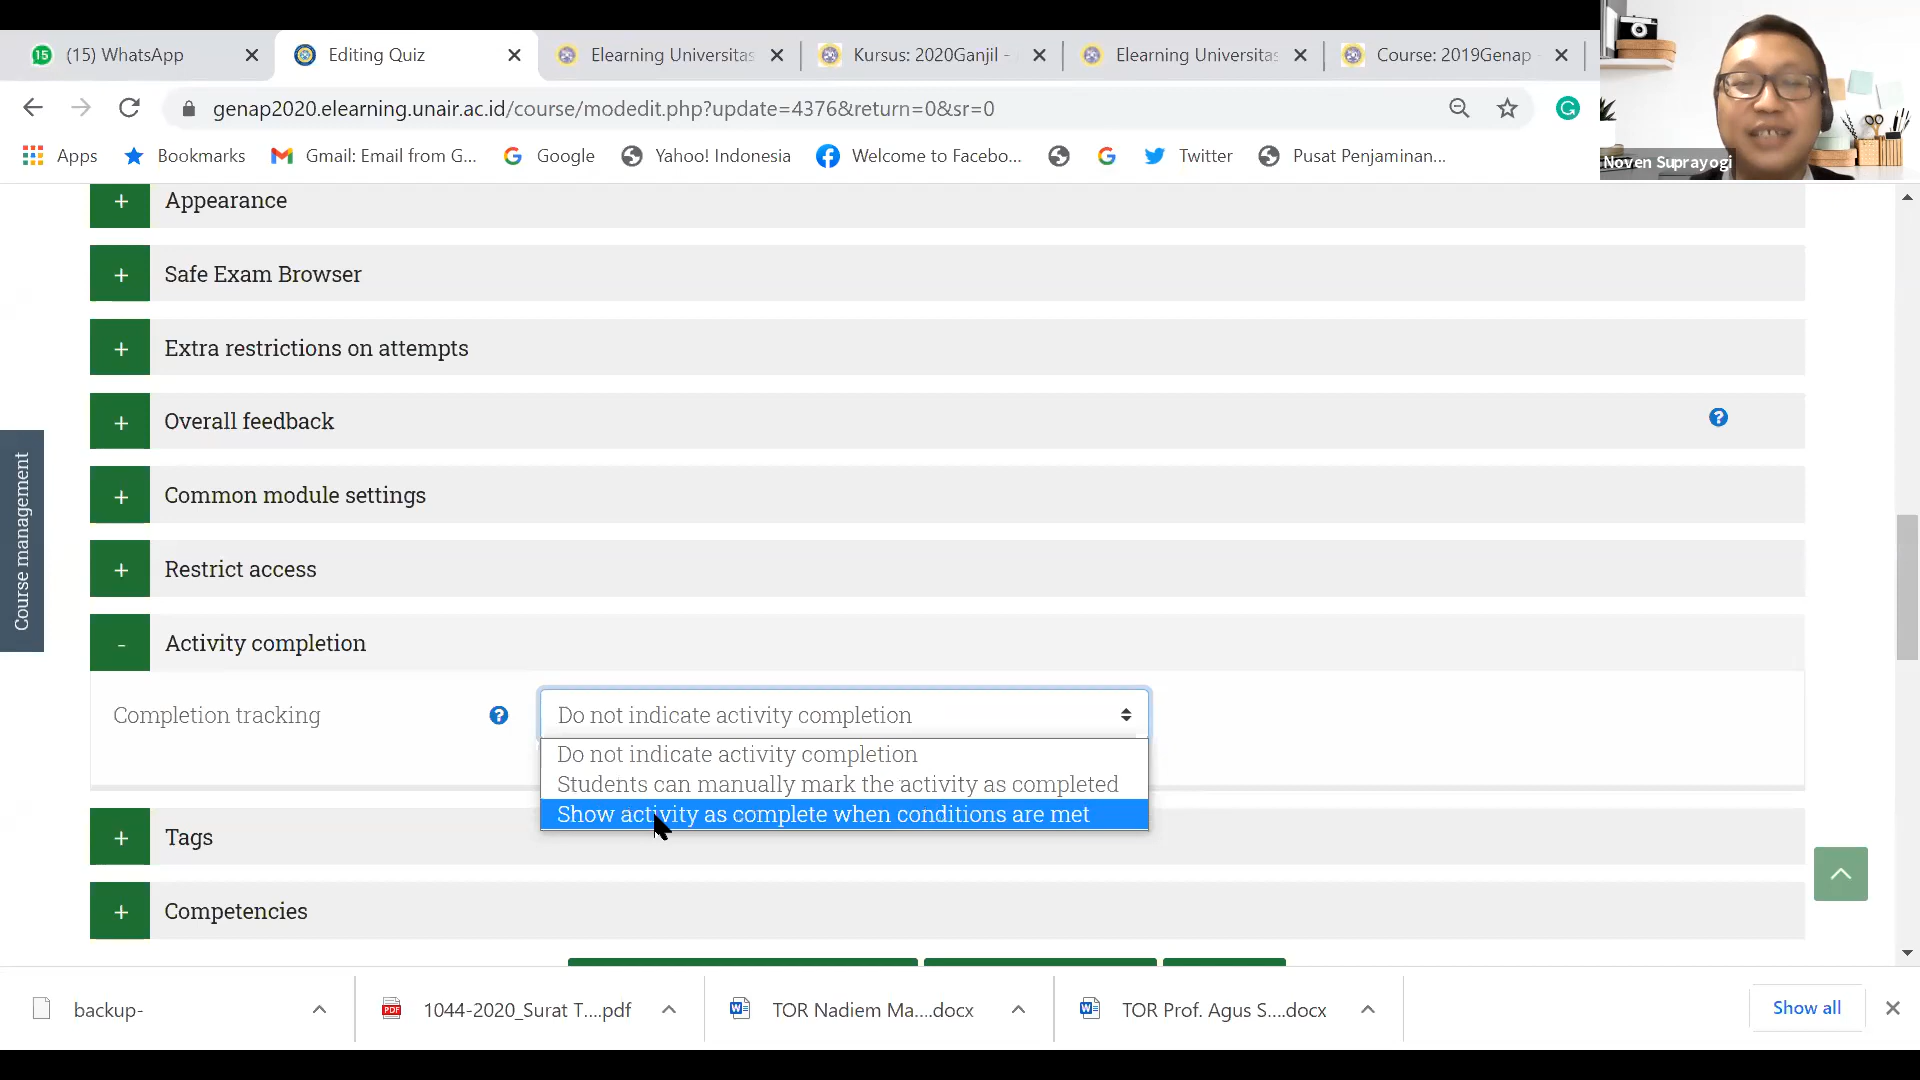 15 (15) WhatsApp
Editing Quiz
Elearning Universitas
Kursus: 2020Ganjil -
Elearning Universitas
Course: 2019Genap -
genap2020.elearning.unair.ac.id/course/modedit.php?update=4376&return=0&sr=0
Apps
Bookmarks
Gmail: Email from G...
Google
Yahoo! Indonesia
Welcome to Facebo...
Twitter
Pusat Penjaminan...
Noven Suprayogi
+ Appearance
+ Safe Exam Browser
+ Extra restrictions on attempts
+ Overall feedback ?
+ Common module settings
+ Restrict access
Course management
- Activity completion
Completion tracking ? Do not indicate activity completion
Do not indicate activity completion
Students can manually mark the activity as completed
Show activity as complete when conditions are met
+ Tags
+ Competencies
backup-
PDF 1044-2020_Surat T....pdf
TOR Nadiem Ma....docx
TOR Prof. Agus S....docx
Show all